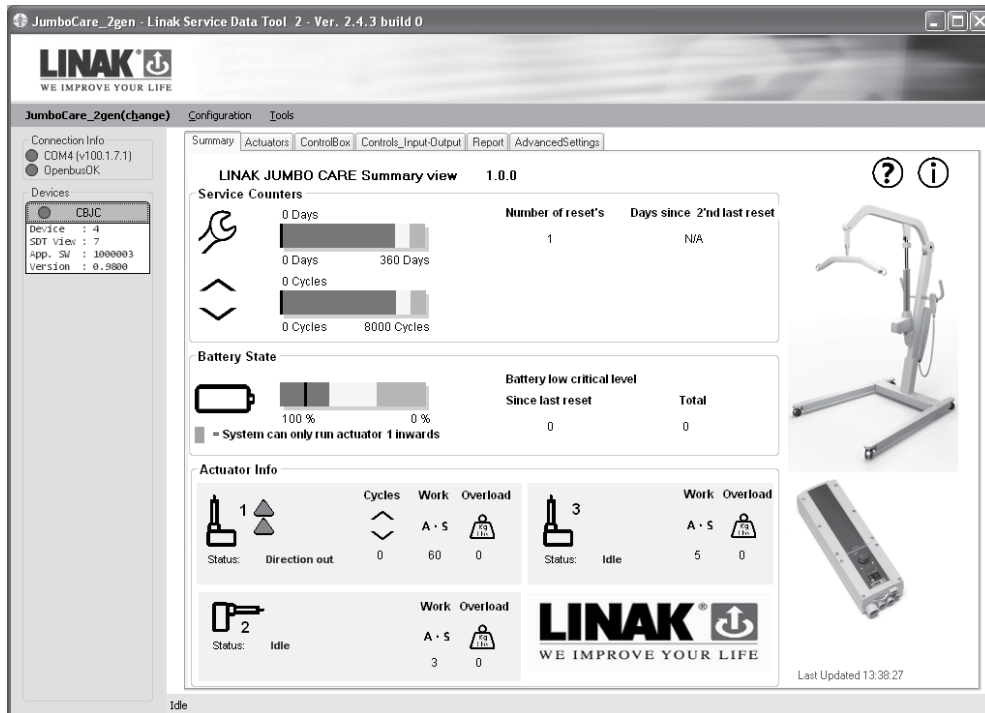 JumboCare_2gen - Linak Service Data Tool 2 - Ver. 2.4.3 build 0
LINAK
WE IMPROVE YOUR LIFE
JumboCare_2gen(change) Configuration Tools
Connection Info
COM4 (v100.1.7.1)
OpenbusOK
Devices
CBJC
Device : 4
SDT View : 7
App. SW : 1000003
Version : 0.9800
Summary Actuators ControlBox Controls_Input-Output Report AdvancedSettings
LINAK JUMBO CARE Summary view 1.0.0
? i
Service Counters
0 Days
0 Days 360 Days
0 Cycles
0 Cycles 8000 Cycles
Number of reset's Days since 2'nd last reset
1 N/A
Battery State
100 % 0 %
= System can only run actuator 1 inwards
Battery low critical level
Since last reset Total
0 0
Actuator Info
1
Cycles Work Overload
A · S Kg Lbs
Status: Direction out 0 60 0
3
Work Overload
A · S Kg Lbs
Status: Idle 5 0
2
Work Overload
A · S Kg Lbs
Status: Idle
3 0
LINAK®
WE IMPROVE YOUR LIFE
Last Updated 13:38:27
Idle